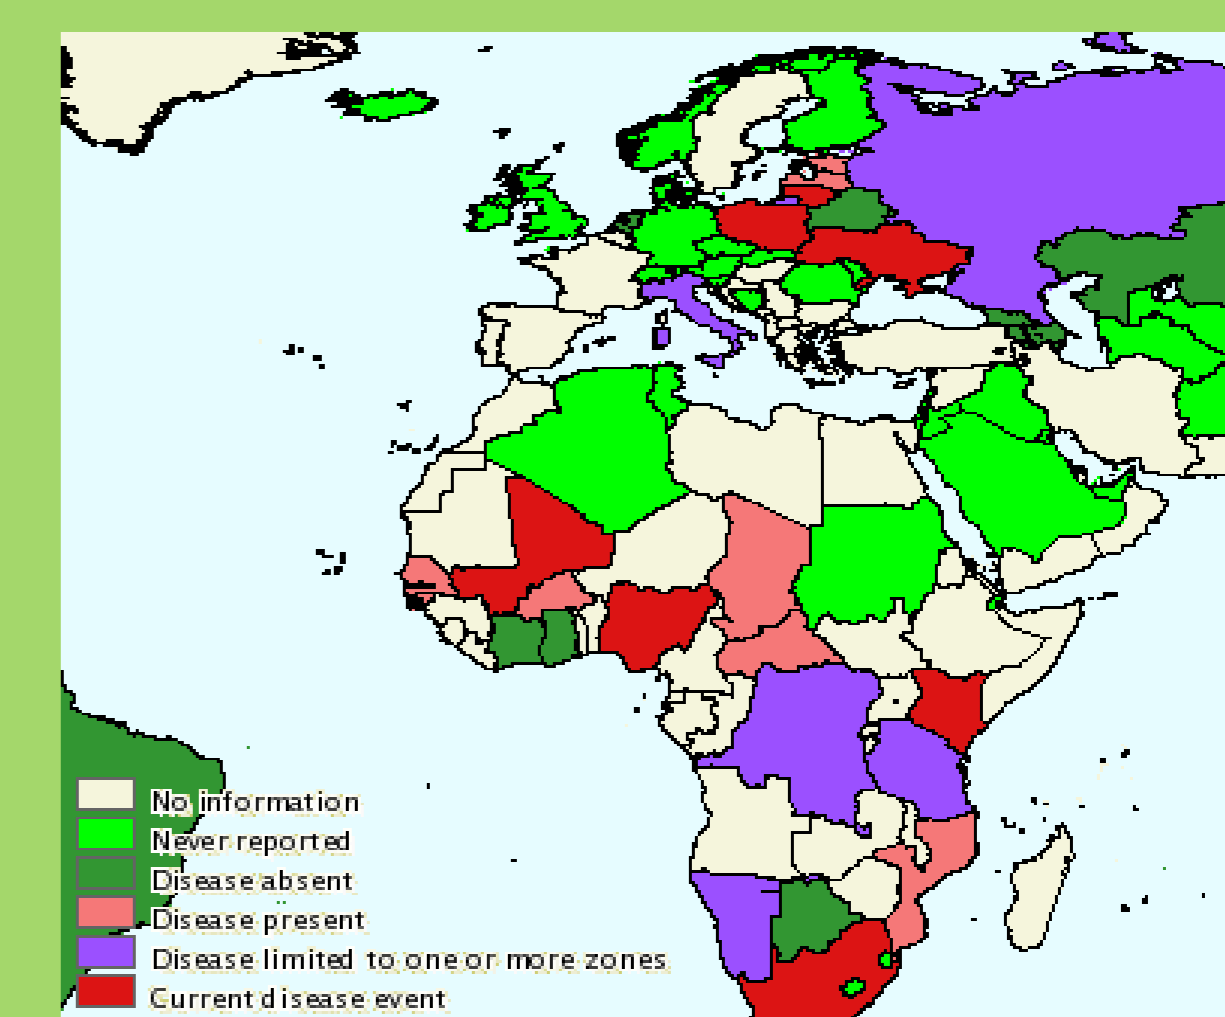 No information
Never reported
Disease absent
Disease present
Disease limited to one or more zones
Current disease event